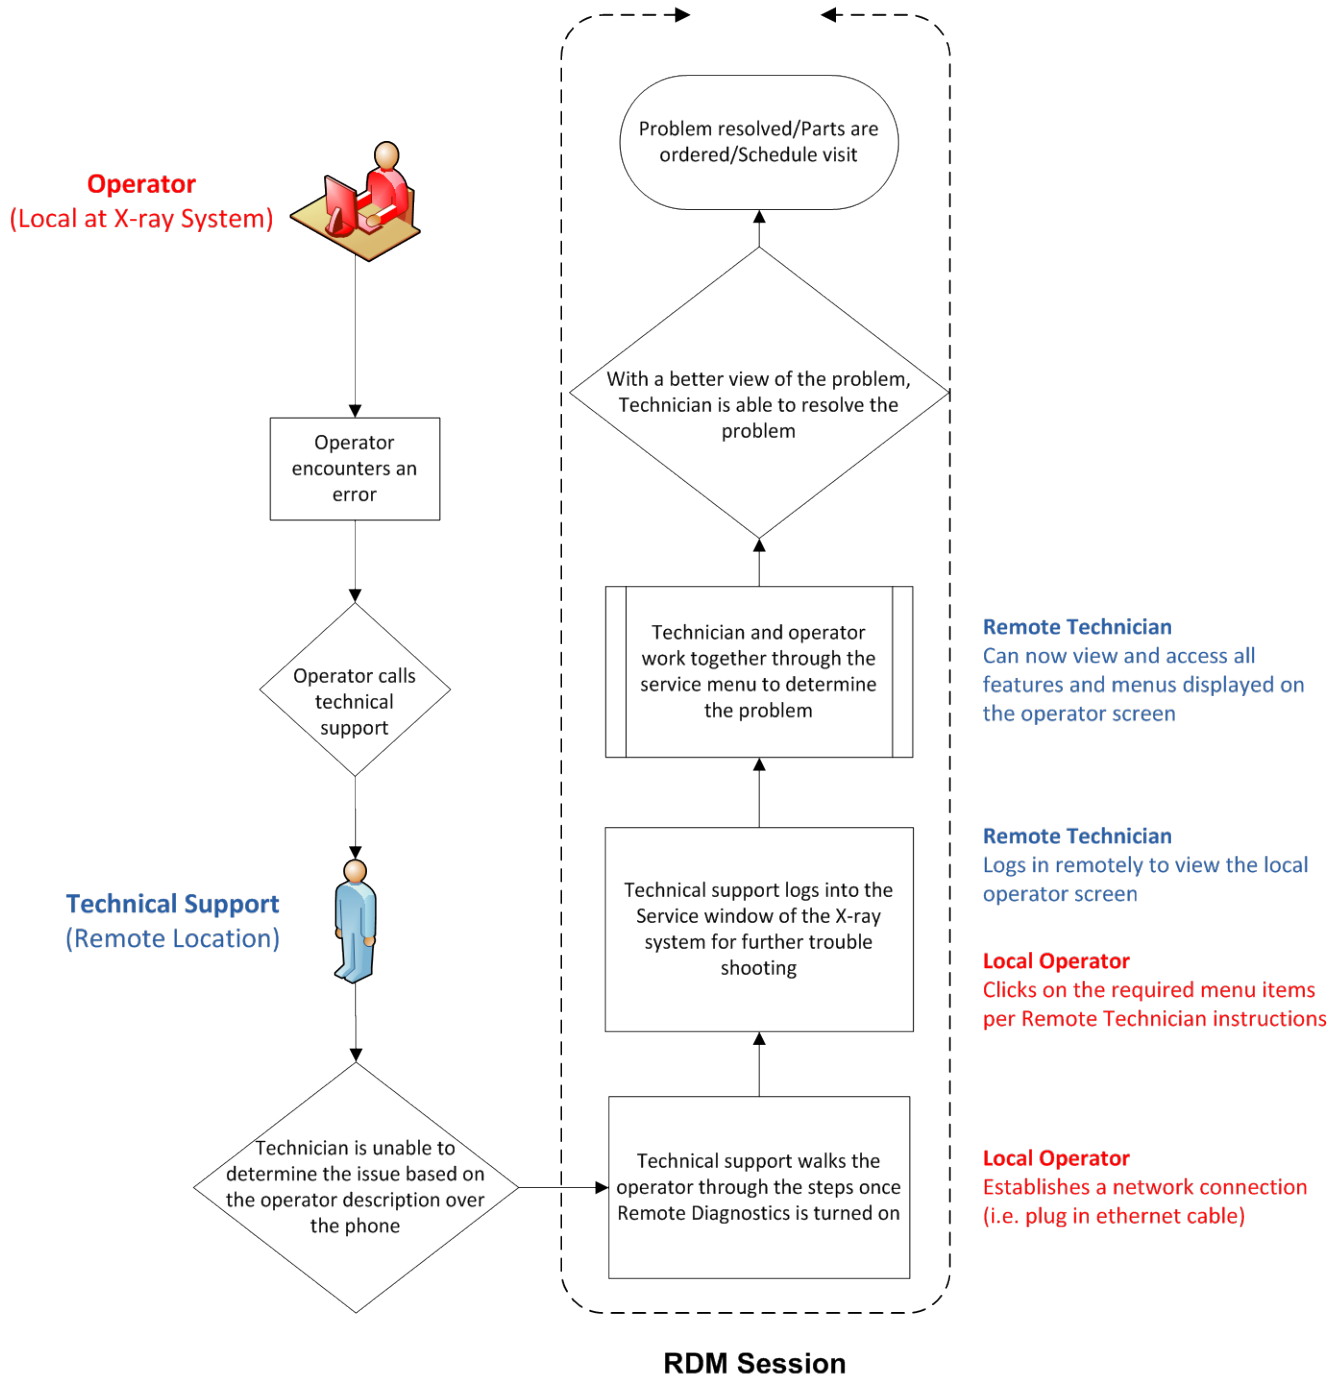 Operator
(Local at X-ray System)
Operator
encounters an
error
Operator calls
technical
support
Technical Support
(Remote Location)
Technician is unable to
determine the issue based on
the operator description over
the phone
Problem resolved/Parts are
ordered/Schedule visit
With a better view of the problem,
Technician is able to resolve the
problem
Technician and operator
work together through the
service menu to determine
the problem
Technical support logs into the
Service window of the X-ray
system for further trouble
shooting
Technical support walks the
operator through the steps once
Remote Diagnostics is turned on
Remote Technician
Can now view and access all
features and menus displayed on
the operator screen
Remote Technician
Logs in remotely to view the local
operator screen
Local Operator
Clicks on the required menu items
per Remote Technician instructions
Local Operator
Establishes a network connection
(i.e. plug in ethernet cable)
RDM Session